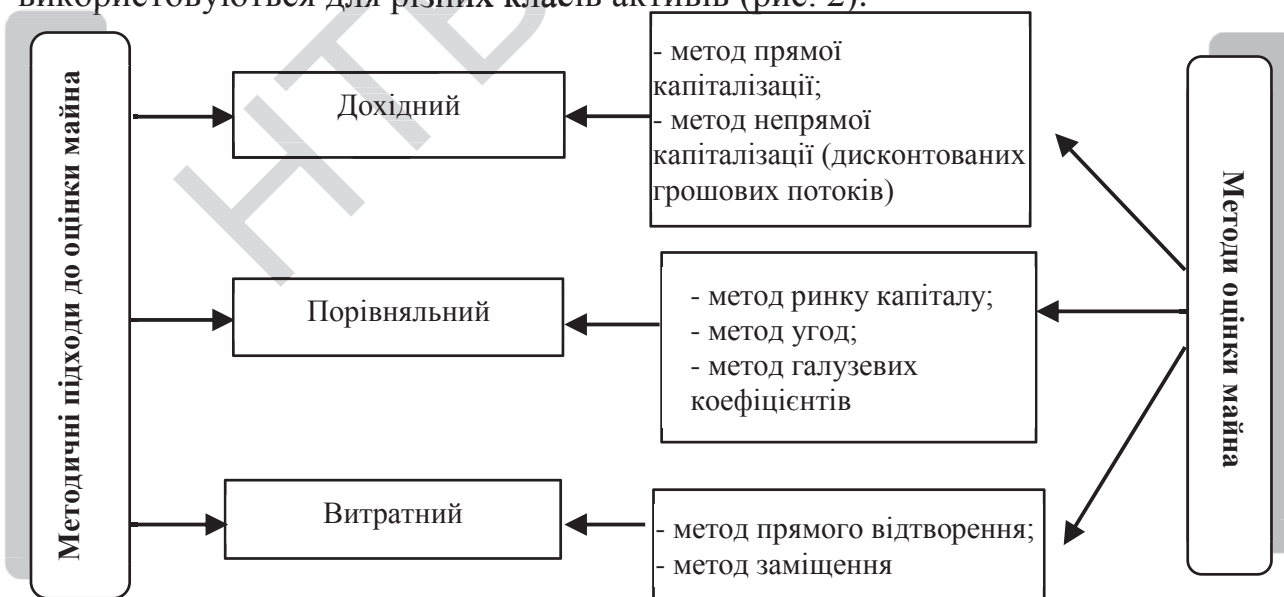 використовуються для різних класів активів (рис. 2).
Методичні підходи до оцінки майна
Дохідний
- метод прямої
капіталізації;
- метод непрямої
капіталізації (дисконтованих
грошових потоків)
Порівняльний
- метод ринку капіталу;
- метод угод;
- метод галузевих
коефіцієнтів
Витратний
- метод прямого відтворення;
- метод заміщення
Методи оцінки майна